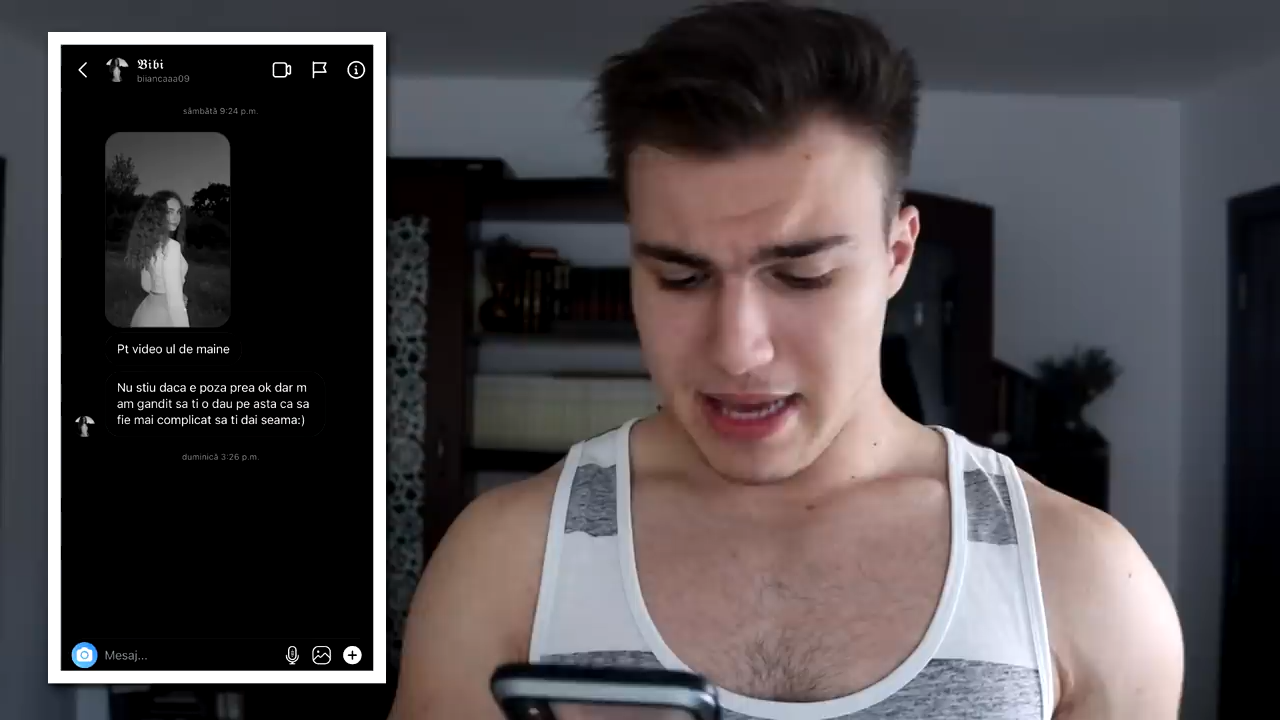 Bibi
biiancaaa09
sâmbătă 9:24 p.m.
Pt video ul de maine
Nu stiu daca e poza prea ok dar m
am gandit sa ti o dau pe asta ca sa
fie mai complicat sa ti dai seama:)
duminică 3:26 p.m.
Mesaj...